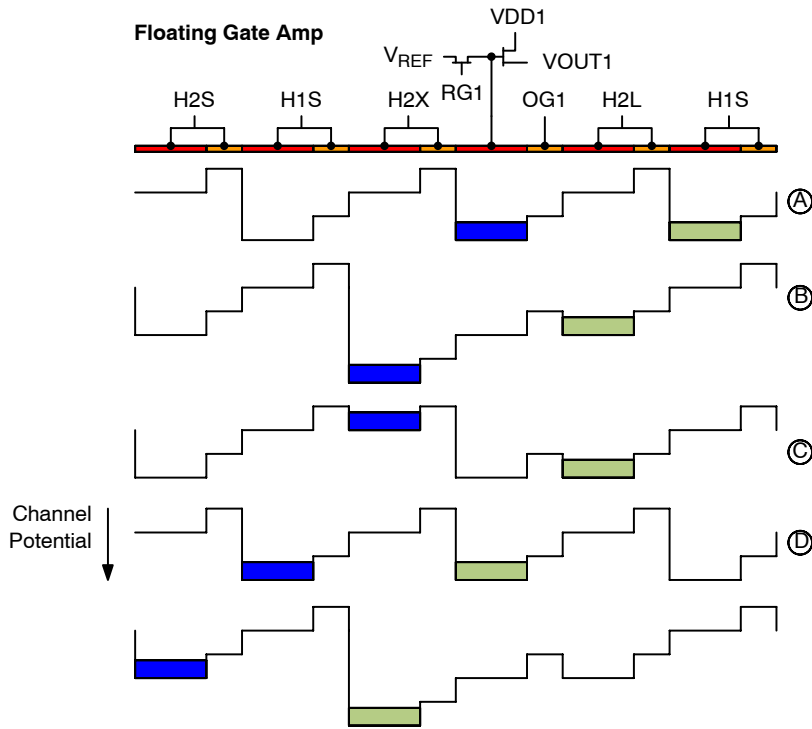 Floating Gate Amp
VDD1
VREF
VOUT1
RG1
H2S
H1S
H2X
OG1
H2L
H1S
A
B
C
Channel
Potential
D